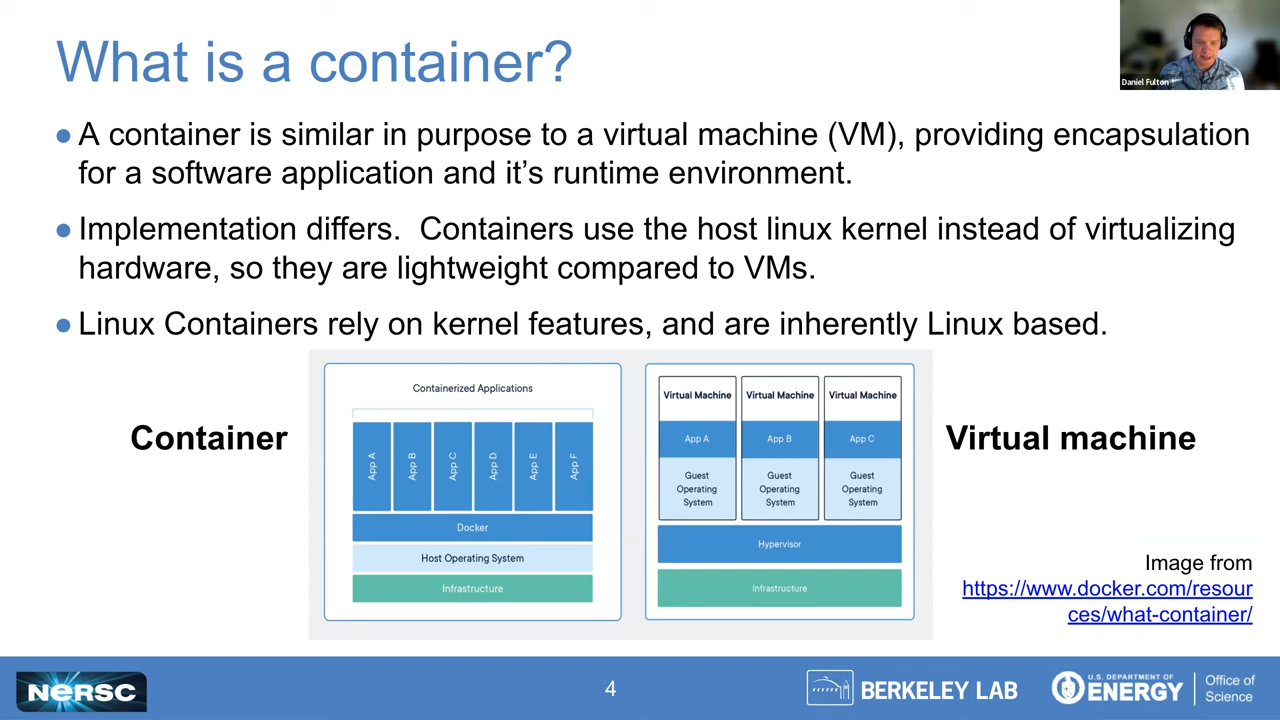 What is a container?
Daniel Fulton
● A container is similar in purpose to a virtual machine (VM), providing encapsulation
for a software application and it's runtime environment.
● Implementation differs.  Containers use the host linux kernel instead of virtualizing
hardware, so they are lightweight compared to VMs.
● Linux Containers rely on kernel features, and are inherently Linux based.
Container
Containerized Applications
App A
App B
App C
App D
App E
App F
Docker
Host Operating System
Infrastructure
Virtual Machine
App A
Guest
Operating
System
Virtual Machine
App B
Guest
Operating
System
Virtual Machine
App C
Guest
Operating
System
Hypervisor
Infrastructure
Virtual machine
Image from
https://www.docker.com/resour
ces/what-container/
NERSC
4
BERKELEY LAB
U.S. DEPARTMENT OF
ENERGY
Office of
Science